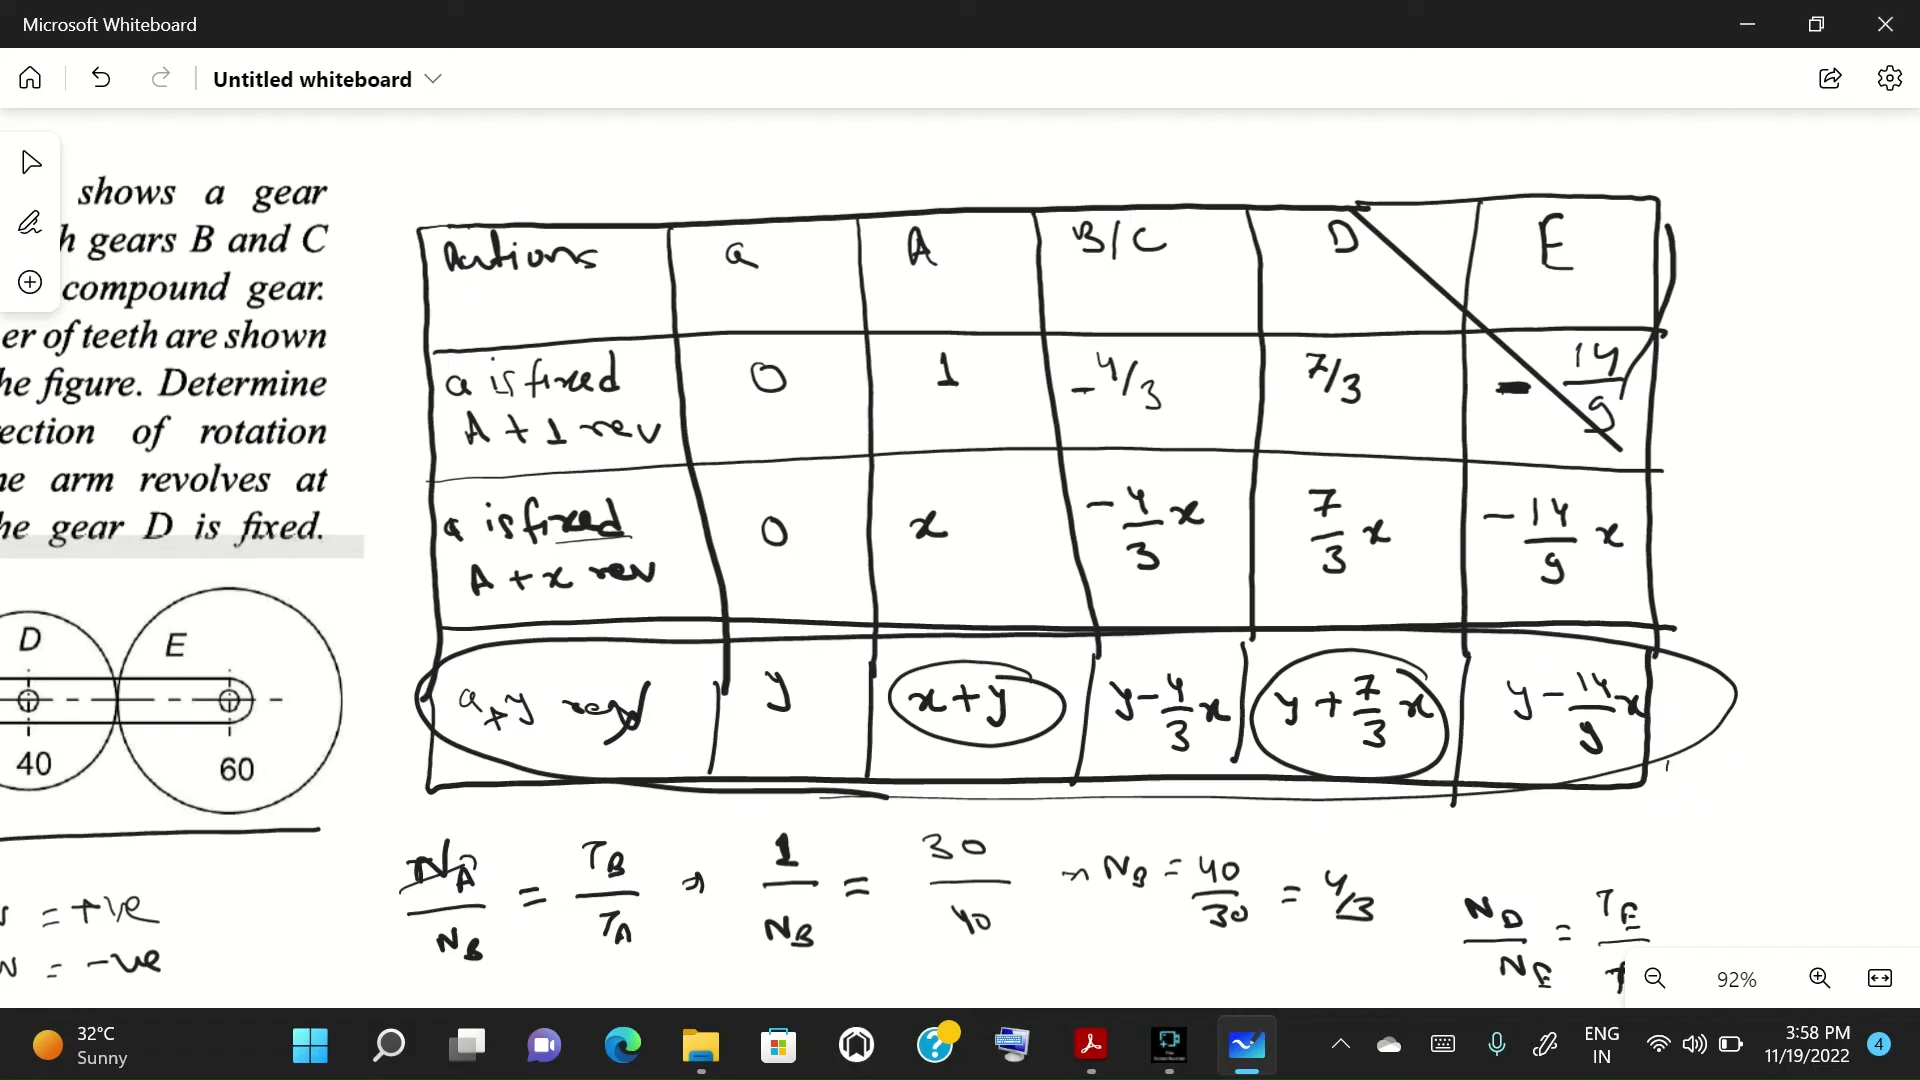 Microsoft Whiteboard
Untitled whiteboard
shows a gear
h gears B and C
compound gear.
er of teeth are shown
he figure. Determine
ection of rotation
ne arm revolves at
he gear D is fixed.
D E
40 60
= +ve
= -ve
Actions a A B/C D E
a is fixed
A + 1 rev 0 1 -4/3 7/3 - 14/9
a is fixed
A + x rev 0 x -4/3 x 7/3 x -14/9 x
a + y y x+y y-4/3 x y+7/3 x y-14/9 x
NA/NB = TB/TA ⇒ 1/NB = 30/40 ⇒ NB = 40/30 = 4/3
ND/NE = TE/T
92%
32°C
Sunny
ENG
IN
3:58 PM
11/19/2022
4